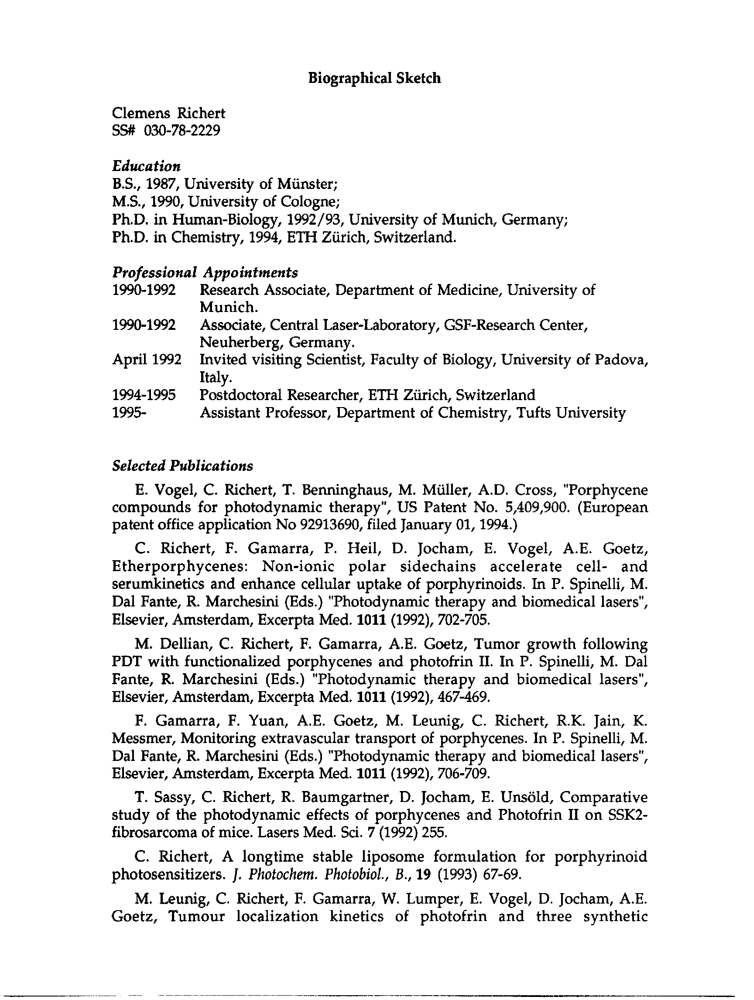 Biographical Sketch
Clemens Richert
SS# 030-78-2229
Education
B.S., 1987, University of Münster;
M.S., 1990, University of Cologne;
Ph.D. in Human-Biology, 1992/93, University of Munich, Germany;
Ph.D. in Chemistry, 1994, ETH Zürich, Switzerland.
Professional Appointments
1990-1992 Research Associate, Department of Medicine, University of
Munich.
1990-1992 Associate, Central Laser-Laboratory, GSF-Research Center,
Neuherberg, Germany.
April 1992 Invited visiting Scientist, Faculty of Biology, University of Padova,
Italy.
1994-1995 Postdoctoral Researcher, ETH Zürich, Switzerland
1995- Assistant Professor, Department of Chemistry, Tufts University
Selected Publications
E. Vogel, C. Richert, T. Benninghaus, M. Müller, A.D. Cross, "Porphycene
compounds for photodynamic therapy", US Patent No. 5,409,900. (European
patent office application No 92913690, filed January 01, 1994.)
C. Richert, F. Gamarra, P. Heil, D. Jocham, E. Vogel, A.E. Goetz,
Etherporphycenes: Non-ionic polar sidechains accelerate cell- and
serumkinetics and enhance cellular uptake of porphyrinoids. In P. Spinelli, M.
Dal Fante, R. Marchesini (Eds.) "Photodynamic therapy and biomedical lasers",
Elsevier, Amsterdam, Excerpta Med. 1011 (1992), 702-705.
M. Dellian, C. Richert, F. Gamarra, A.E. Goetz, Tumor growth following
PDT with functionalized porphycenes and photofrin II. In P. Spinelli, M. Dal
Fante, R. Marchesini (Eds.) "Photodynamic therapy and biomedical lasers",
Elsevier, Amsterdam, Excerpta Med. 1011 (1992), 467-469.
F. Gamarra, F. Yuan, A.E. Goetz, M. Leunig, C. Richert, R.K. Jain, K.
Messmer, Monitoring extravascular transport of porphycenes. In P. Spinelli, M.
Dal Fante, R. Marchesini (Eds.) "Photodynamic therapy and biomedical lasers",
Elsevier, Amsterdam, Excerpta Med. 1011 (1992), 706-709.
T. Sassy, C. Richert, R. Baumgartner, D. Jocham, E. Unsöld, Comparative
study of the photodynamic effects of porphycenes and Photofrin II on SSK2-
fibrosarcoma of mice. Lasers Med. Sci. 7 (1992) 255.
C. Richert, A longtime stable liposome formulation for porphyrinoid
photosensitizers. J. Photochem. Photobiol., B., 19 (1993) 67-69.
M. Leunig, C. Richert, F. Gamarra, W. Lumper, E. Vogel, D. Jocham, A.E.
Goetz, Tumour localization kinetics of photofrin and three synthetic